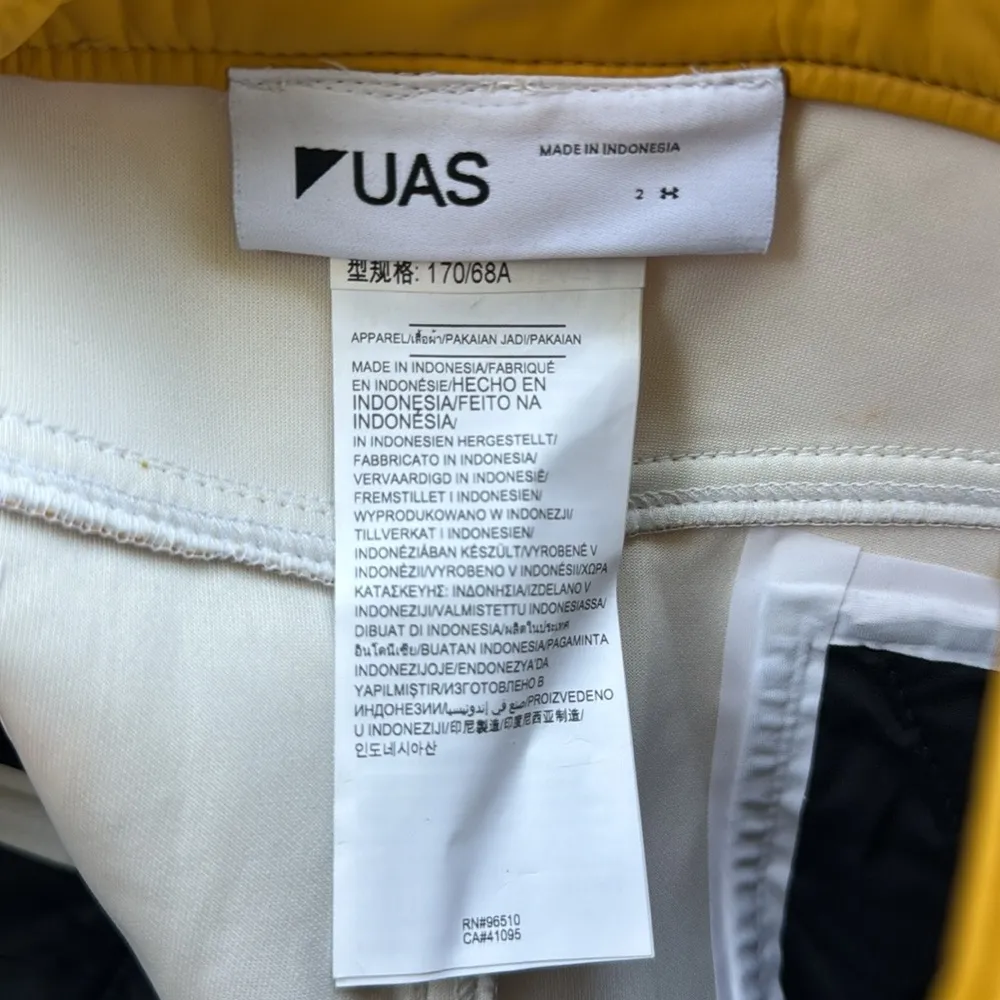 UAS
MADE IN INDONESIA
2
型规格: 170/68A
APPAREL/เสื้อผ้า/PAKAIAN JADI/PAKAIAN
MADE IN INDONESIA/FABRIQUÉ
EN INDONÉSIE/HECHO EN
INDONESIA/FEITO NA
INDONÉSIA/
IN INDONESIEN HERGESTELLT/
FABBRICATO IN INDONESIA/
VERVAARDIGD IN INDONESIË/
FREMSTILLET I INDONESIEN/
WYPRODUKOWANO W INDONEZJI/
TILLVERKAT I INDONESIEN/
INDONÉZIÁBAN KÉSZÜLT/VYROBENÉ V
INDONÉZII/VYROBENO V INDONÉSII/ΧΩΡΑ
ΚΑΤΑΣΚΕΥΗΣ: ΙΝΔΟΝΗΣΙΑ/IZDELANO V
INDONEZIJI/VALMISTETTU INDONESIASSA/
DIBUAT DI INDONESIA/ผลิตในประเทศ
อินโดนีเซีย/BUATAN INDONESIA/PAGAMINTA
INDONEZIJOJE/ENDONEZYA'DA
YAPILMIŞTIR/ИЗГОТОВЛЕНО В
ИНДОНЕЗИИ/صنع في إندونيسيا/PROIZVEDENO
U INDONEZIJI/印尼製造/印度尼西亚制造/
인도네시아산
RN#96510
CA#41095